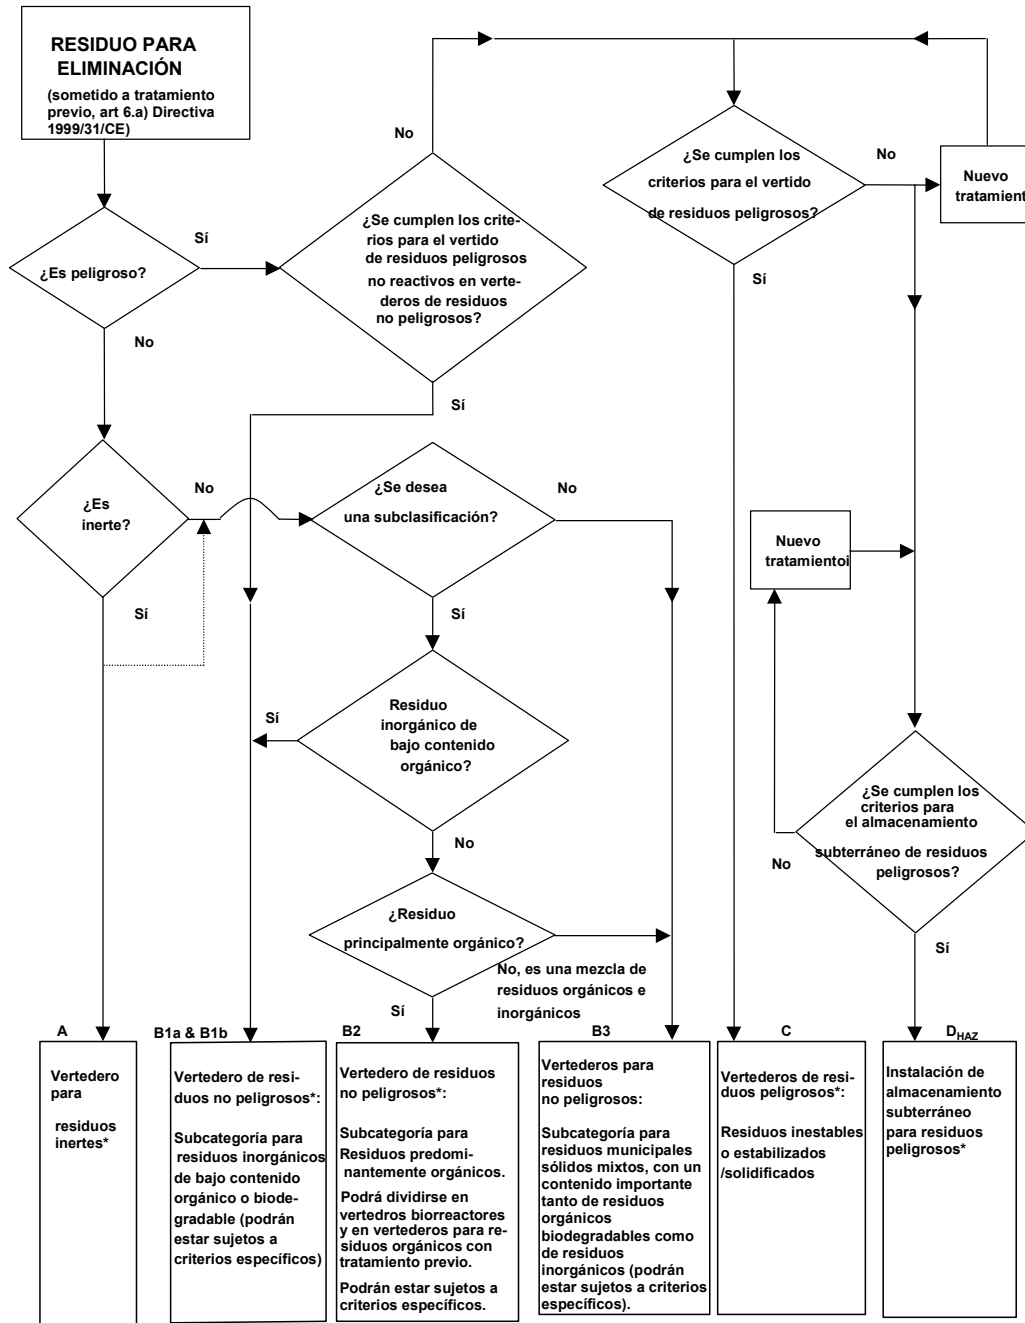 RESIDUO PARA
ELIMINACIÓN
(sometido a tratamiento
previo, art 6.a) Directiva
1999/31/CE)
No
¿Se cumplen los
criterios para el vertido
de residuos peligrosos?
No
Nuevo
tratamient
Sí
¿Es peligroso?
Sí
¿Se cumplen los crite-
rios para el vertido
de residuos peligrosos
no reactivos en verte-
deros de residuos
no peligrosos?
No
Sí
¿Es
inerte?
No
Sí
¿Se desea
una subclasificación?
No
Sí
Nuevo
tratamientoi
Residuo
inorgánico de
bajo contenido
orgánico?
Sí
No
¿Se cumplen los
criterios para
el almacenamiento
subterráneo de residuos
peligrosos?
No
Sí
¿Residuo
principalmente orgánico?
No, es una mezcla de
residuos orgánicos e
inorgánicos
Sí
A
Vertedero
para
residuos
inertes*
B1a & B1b
Vertedero de resi-
duos no peligrosos*:
Subcategoría para
residuos inorgánicos
de bajo contenido
orgánico o biode-
gradable (podrán
estar sujetos a
criterios específicos)
B2
Vertedero de residuos
no peligrosos*:
Subcategoría para
Residuos predomi-
nantemente orgánicos.
Podrá dividirse en
vertedros biorreactores
y en vertederos para re-
siduos orgánicos con
tratamiento previo.
Podrán estar sujetos a
criterios específicos.
B3
Vertederos para
residuos
no peligrosos:
Subcategoría para
residuos municipales
sólidos mixtos, con un
contenido importante
tanto de residuos
orgánicos
biodegradables como
de residuos
inorgánicos (podrán
estar sujetos a criterios
específicos).
C
Vertederos de resi-
duos peligrosos*:
Residuos inestables
o estabilizados
/solidificados
DHAZ
Instalación de
almacenamiento
subterráneo
para residuos
peligrosos*